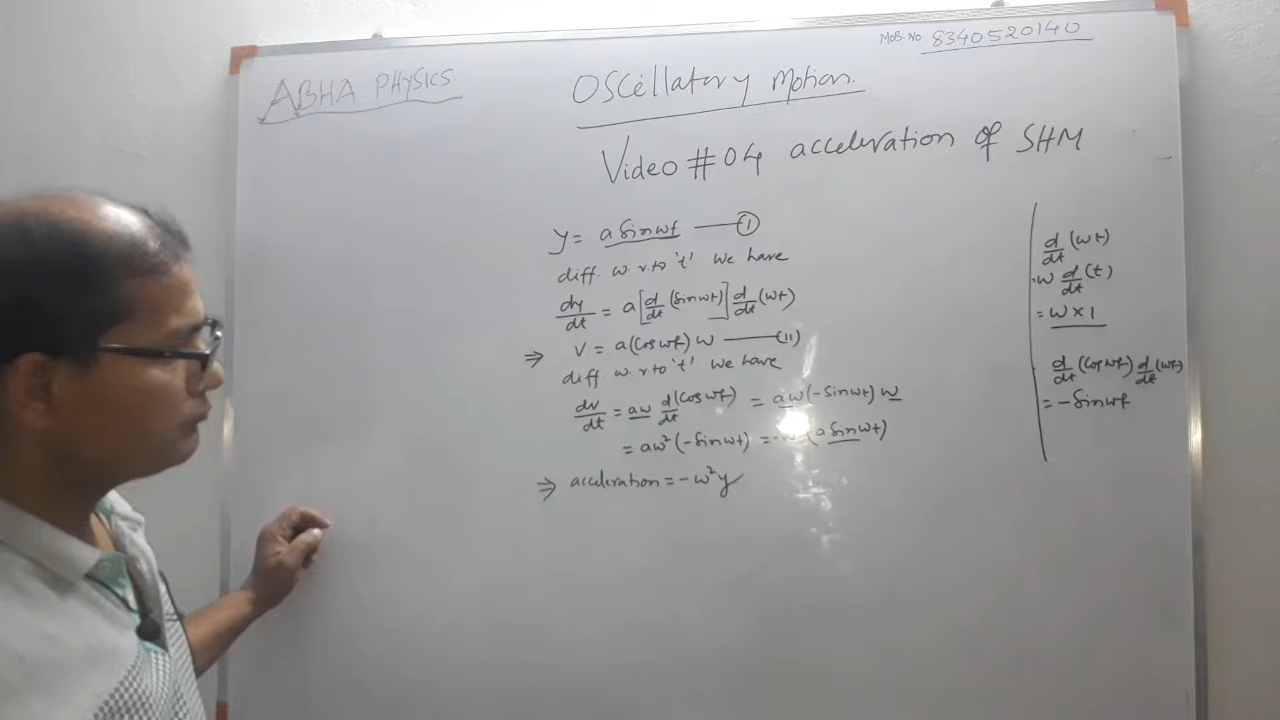 MOB. NO. 8340520140
ABHA PHYSICS
OSCillatory Motion.
Video #04 acceleration of SHM
y = a Sinωt —— (I)
diff. w.r.to 't' We have
dy/dt = a[d/dt (Sinωt)] d/dt (ωt)
⇒ V = a(Cosωt) ω —— (II)
diff w.r.to 't' We have
dv/dt = aω d(Cosωt)/dt = aω(-Sinωt) ω
= aω² (-Sinωt) = (a Sinωt)
⇒ acceleration = -ω²y
d/dt (ωt)
= ω d/dt (t)
= ω × 1
d/dt (Cosωt) d/dt (ωt)
= -Sinωt